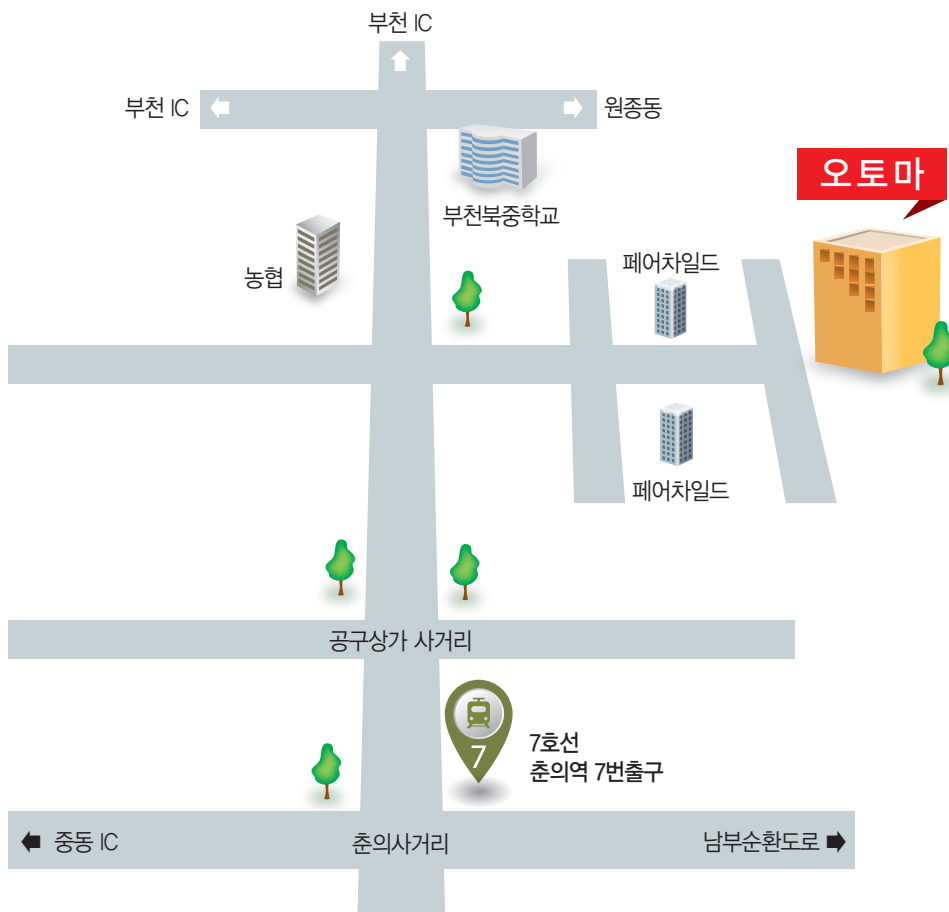 부천 IC
부천 IC
원종동
오토마
부천북중학교
페어차일드
농협
페어차일드
공구상가 사거리
7
7호선
춘의역 7번출구
중동 IC
춘의사거리
남부순환도로